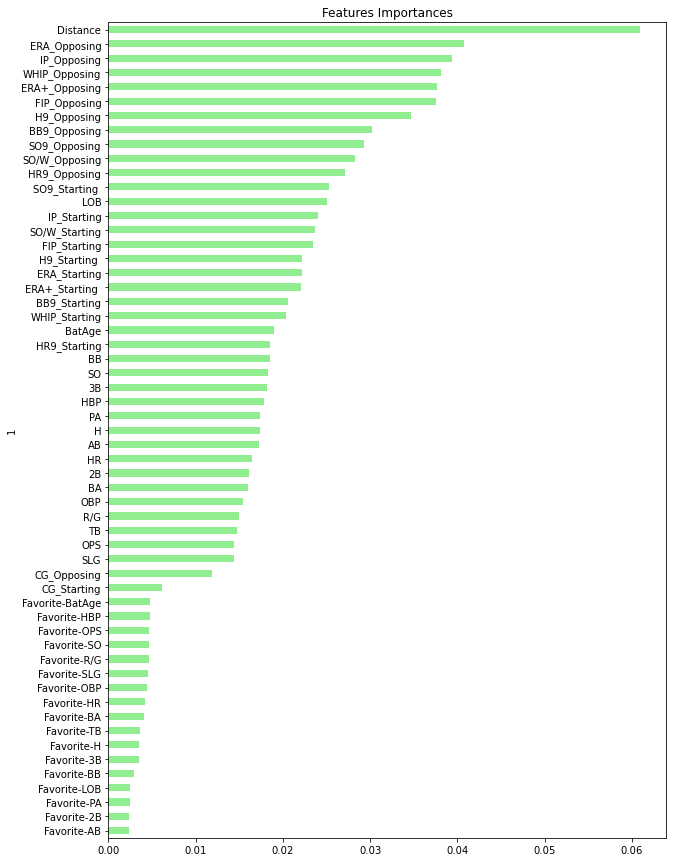 Features Importances
Distance
ERA_Opposing
IP_Opposing
WHIP_Opposing
ERA+_Opposing
FIP_Opposing
H9_Opposing
BB9_Opposing
SO9_Opposing
SO/W_Opposing
HR9_Opposing
SO9_Starting
LOB
IP_Starting
SO/W_Starting
FIP_Starting
H9_Starting
ERA_Starting
ERA+_Starting
BB9_Starting
WHIP_Starting
BatAge
HR9_Starting
BB
SO
3B
HBP
PA
H
1
AB
HR
2B
BA
OBP
R/G
TB
OPS
SLG
CG_Opposing
CG_Starting
Favorite-BatAge
Favorite-HBP
Favorite-OPS
Favorite-SO
Favorite-R/G
Favorite-SLG
Favorite-OBP
Favorite-HR
Favorite-BA
Favorite-TB
Favorite-H
Favorite-3B
Favorite-BB
Favorite-LOB
Favorite-PA
Favorite-2B
Favorite-AB
0.00 0.01 0.02 0.03 0.04 0.05 0.06